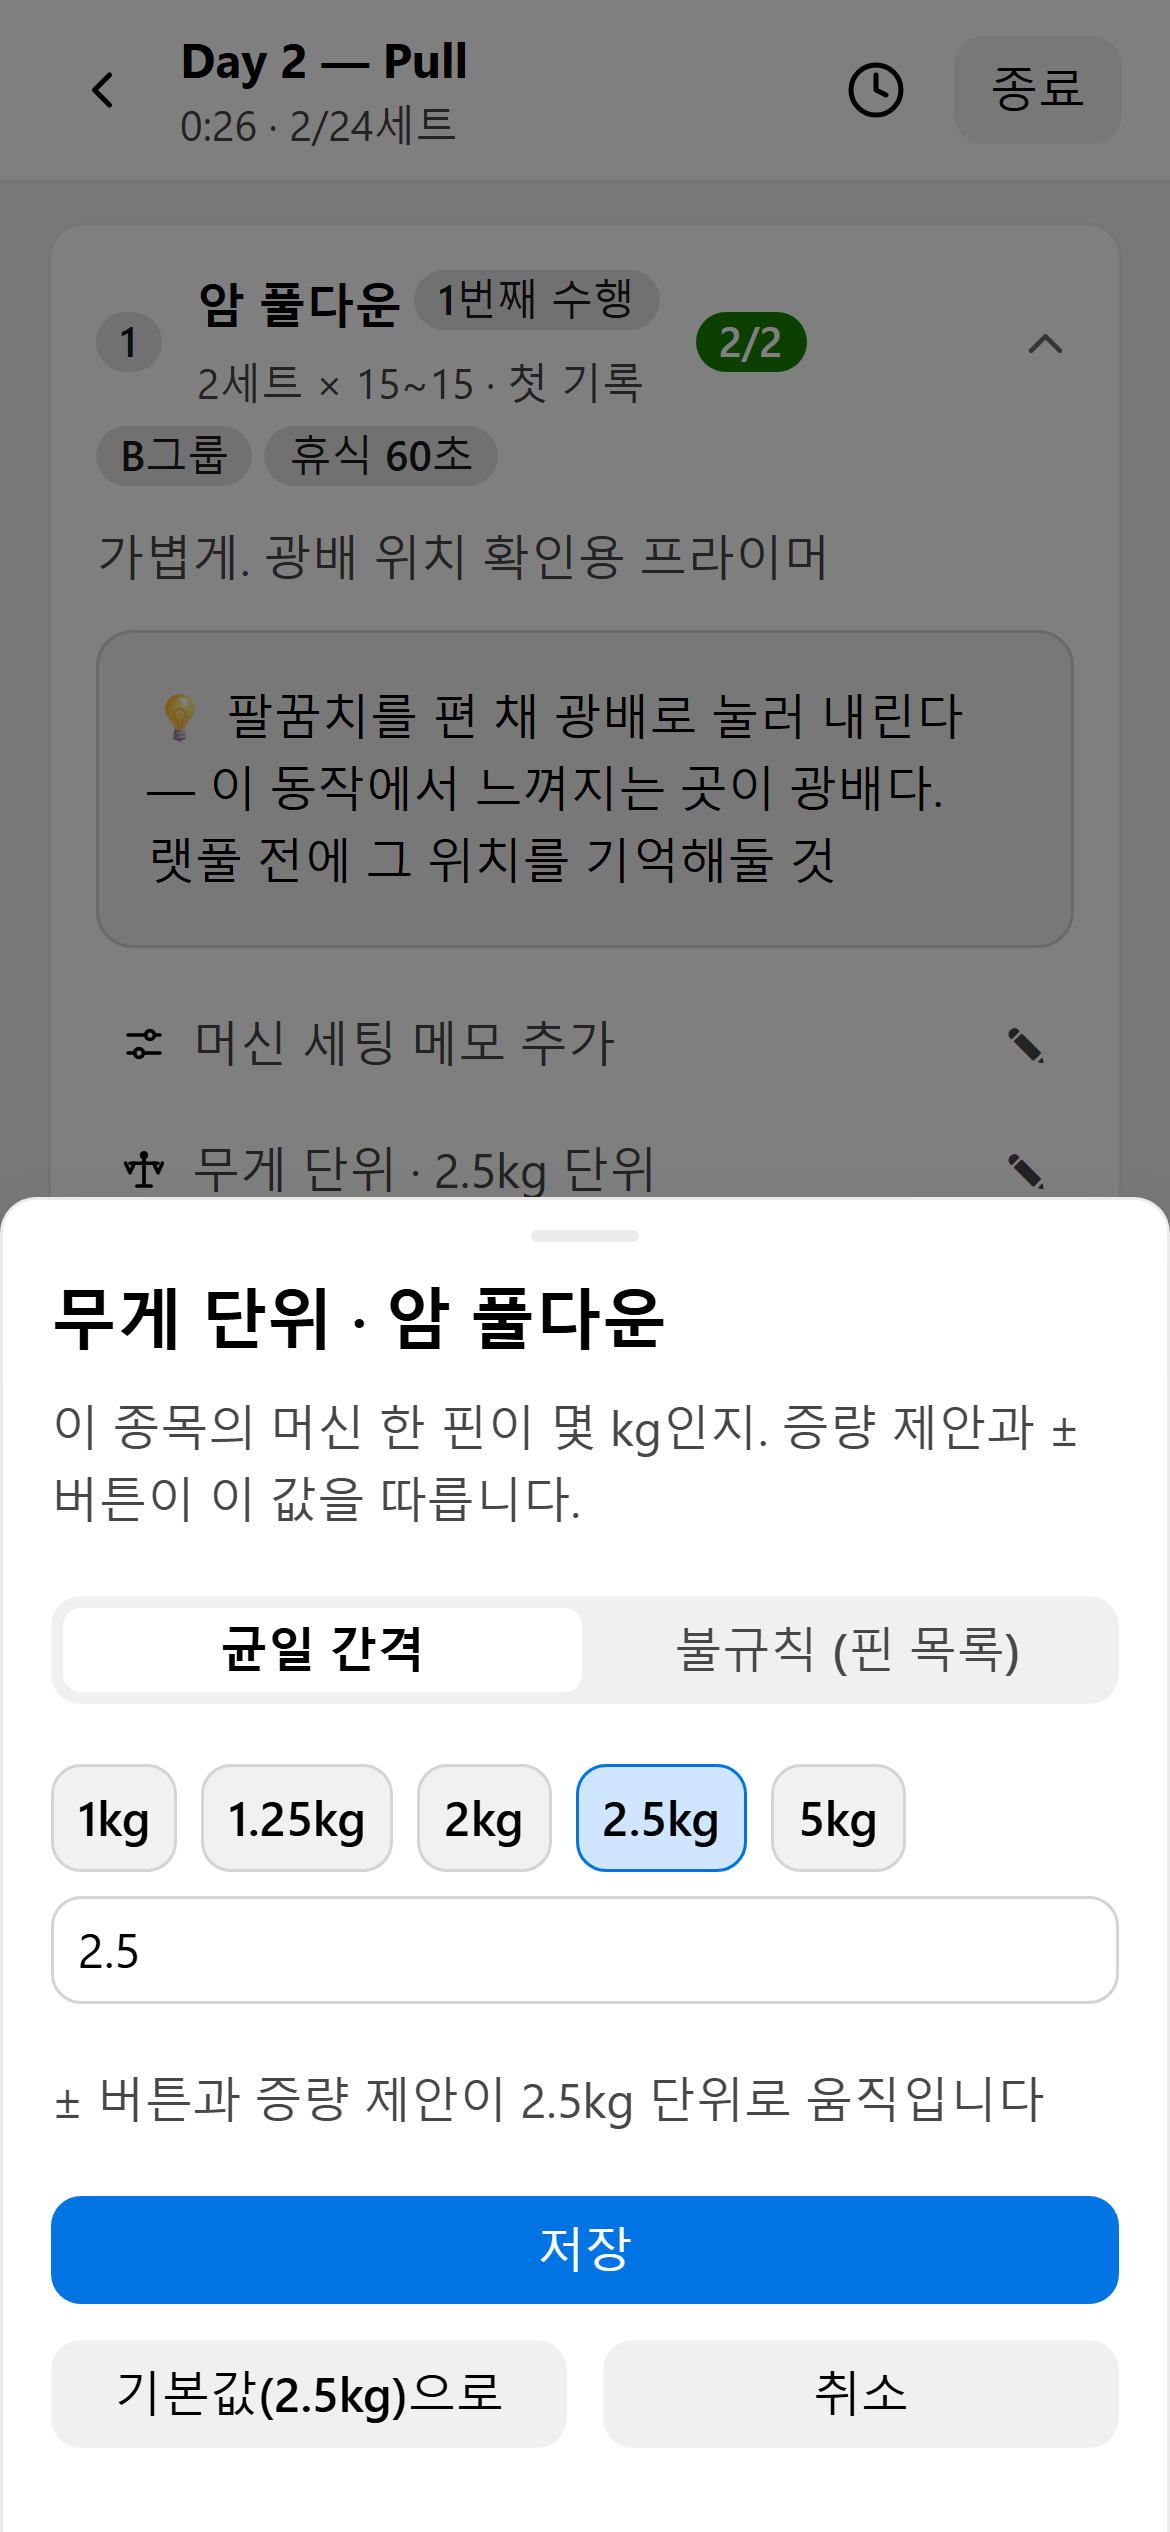 Day 2 — Pull
0:26 · 2/24세트
종료
1
암 풀다운
1번째 수행
2세트 × 15~15 · 첫 기록
2/2
B그룹
휴식 60초
가볍게. 광배 위치 확인용 프라이머
💡 팔꿈치를 편 채 광배로 눌러 내린다
— 이 동작에서 느껴지는 곳이 광배다.
랫풀 전에 그 위치를 기억해둘 것
머신 세팅 메모 추가
무게 단위 · 2.5kg 단위
무게 단위 · 암 풀다운
이 종목의 머신 한 핀이 몇 kg인지. 증량 제안과 ±
버튼이 이 값을 따릅니다.
균일 간격
불규칙 (핀 목록)
1kg
1.25kg
2kg
2.5kg
5kg
2.5
± 버튼과 증량 제안이 2.5kg 단위로 움직입니다
저장
기본값(2.5kg)으로
취소